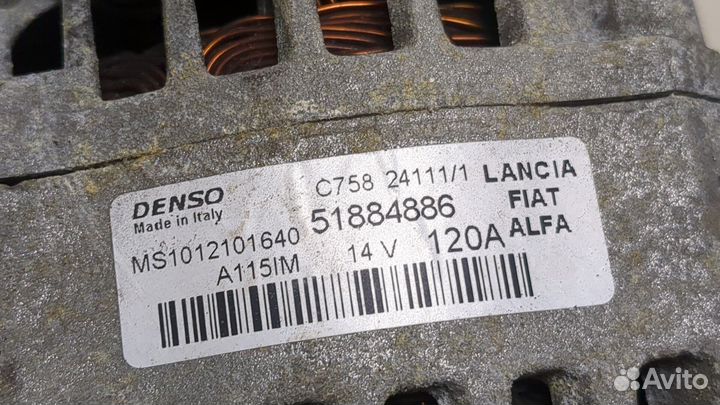 DENSO
Made in Italy
C758 24111/1
51884886
MS1012101640
A115IM
14 V
120A
LANCIA
FIAT
ALFA
Avito